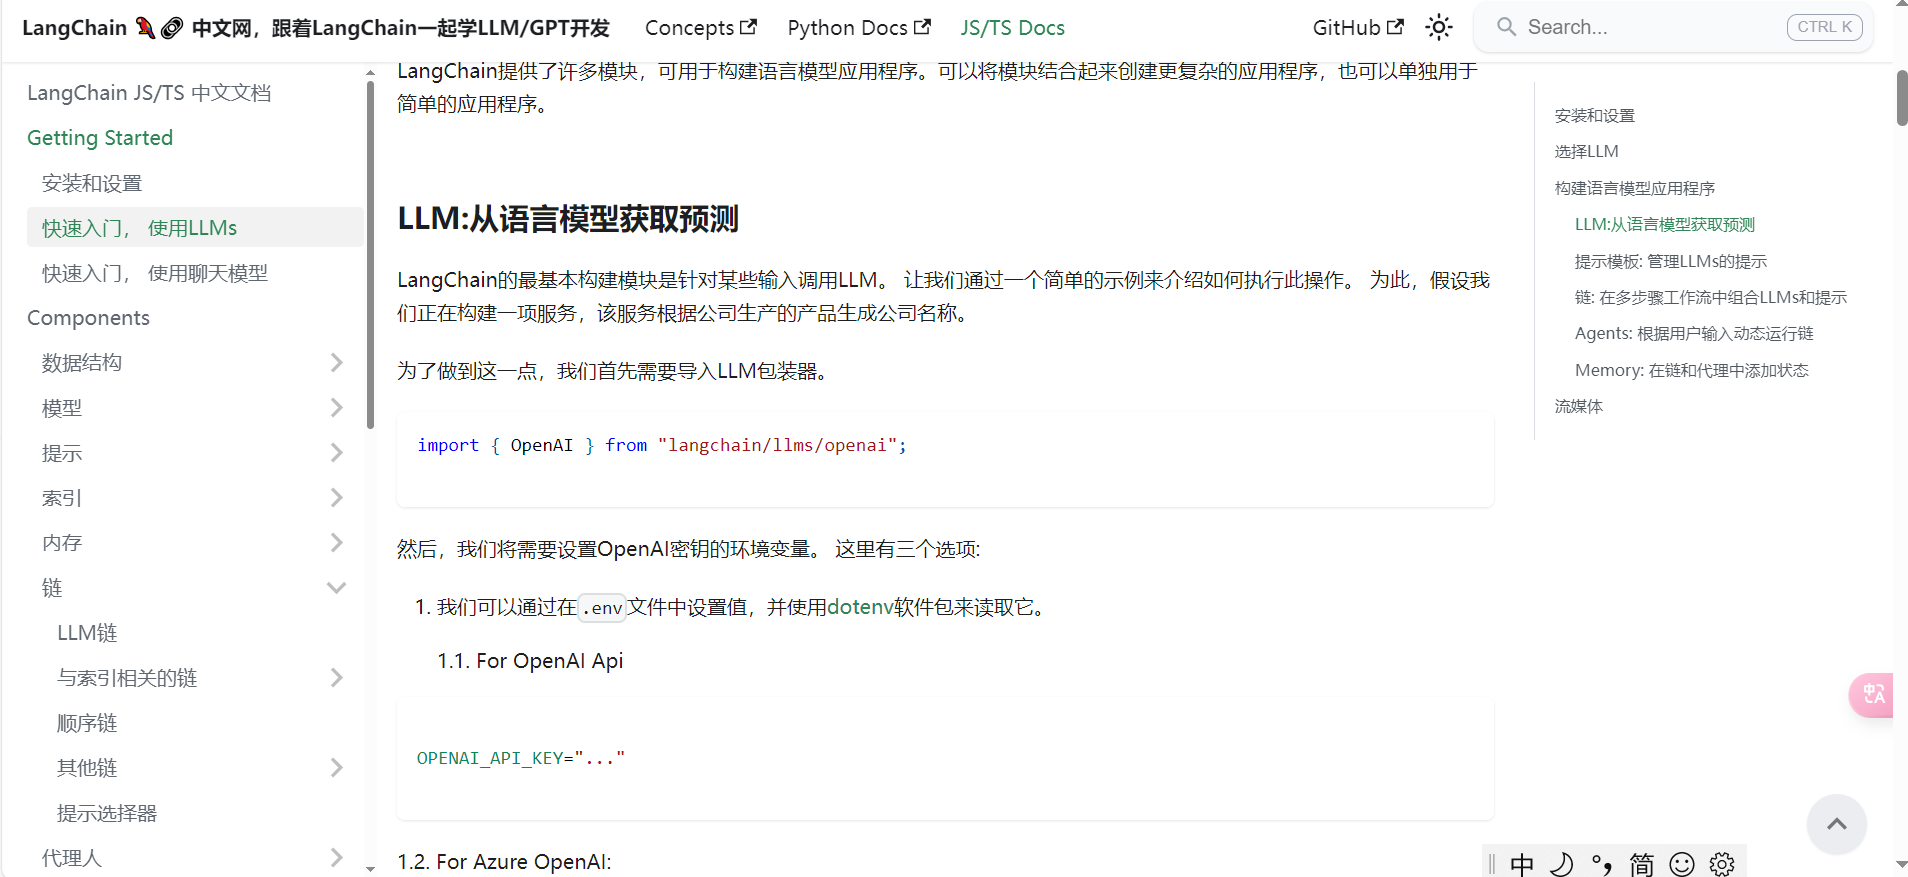 LangChain 🦜🔗 中文网，跟着LangChain一起学LLM/GPT开发
Concepts
Python Docs
JS/TS Docs
GitHub
Search...
CTRL K
LangChain JS/TS 中文文档
Getting Started
安装和设置
快速入门， 使用LLMs
快速入门， 使用聊天模型
Components
数据结构
模型
提示
索引
内存
链
LLM链
与索引相关的链
顺序链
其他链
提示选择器
代理人
LangChain提供了许多模块，可用于构建语言模型应用程序。可以将模块结合起来创建更复杂的应用程序，也可以单独用于
简单的应用程序。
LLM:从语言模型获取预测
LangChain的最基本构建模块是针对某些输入调用LLM。 让我们通过一个简单的示例来介绍如何执行此操作。 为此，假设我
们正在构建一项服务，该服务根据公司生产的产品生成公司名称。
为了做到这一点，我们首先需要导入LLM包装器。
import { OpenAI } from "langchain/llms/openai";
然后，我们将需要设置OpenAI密钥的环境变量。 这里有三个选项:
1. 我们可以通过在.env文件中设置值，并使用dotenv软件包来读取它。
1.1. For OpenAI Api
OPENAI_API_KEY="..."
1.2. For Azure OpenAI:
安装和设置
选择LLM
构建语言模型应用程序
LLM:从语言模型获取预测
提示模板: 管理LLMs的提示
链: 在多步骤工作流中组合LLMs和提示
Agents: 根据用户输入动态运行链
Memory: 在链和代理中添加状态
流媒体
中 简